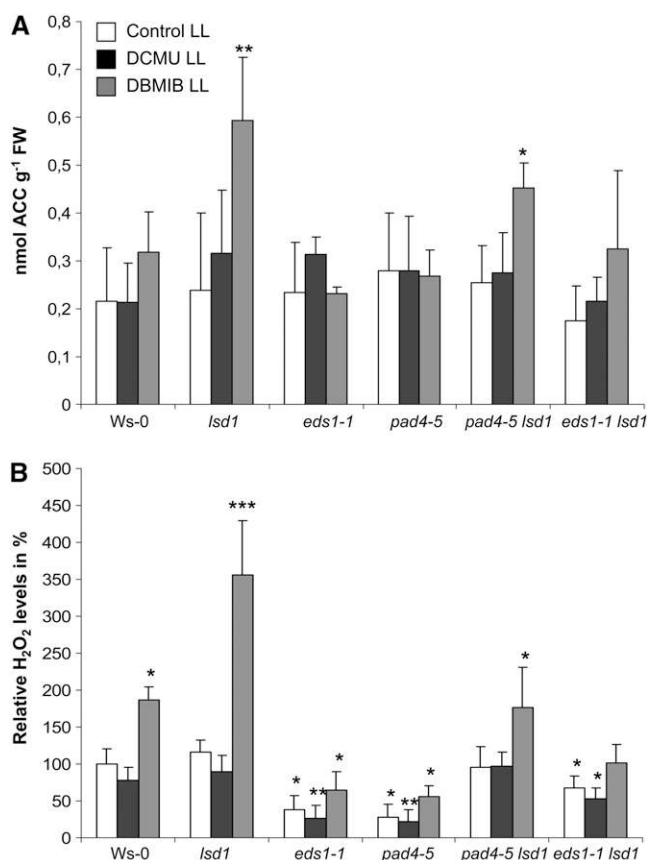 A
Control LL
DCMU LL
DBMIB LL
nmol ACC g⁻¹ FW
0,8
0,7
0,6
0,5
0,4
0,3
0,2
0,1
0
**
*
Ws-0 lsd1 eds1-1 pad4-5 pad4-5 lsd1 eds1-1 lsd1
B
Relative H₂O₂ levels in %
500
450
400
350
300
250
200
150
100
50
0
* *** * ** * * ** * * * *
Ws-0 lsd1 eds1-1 pad4-5 pad4-5 lsd1 eds1-1 lsd1